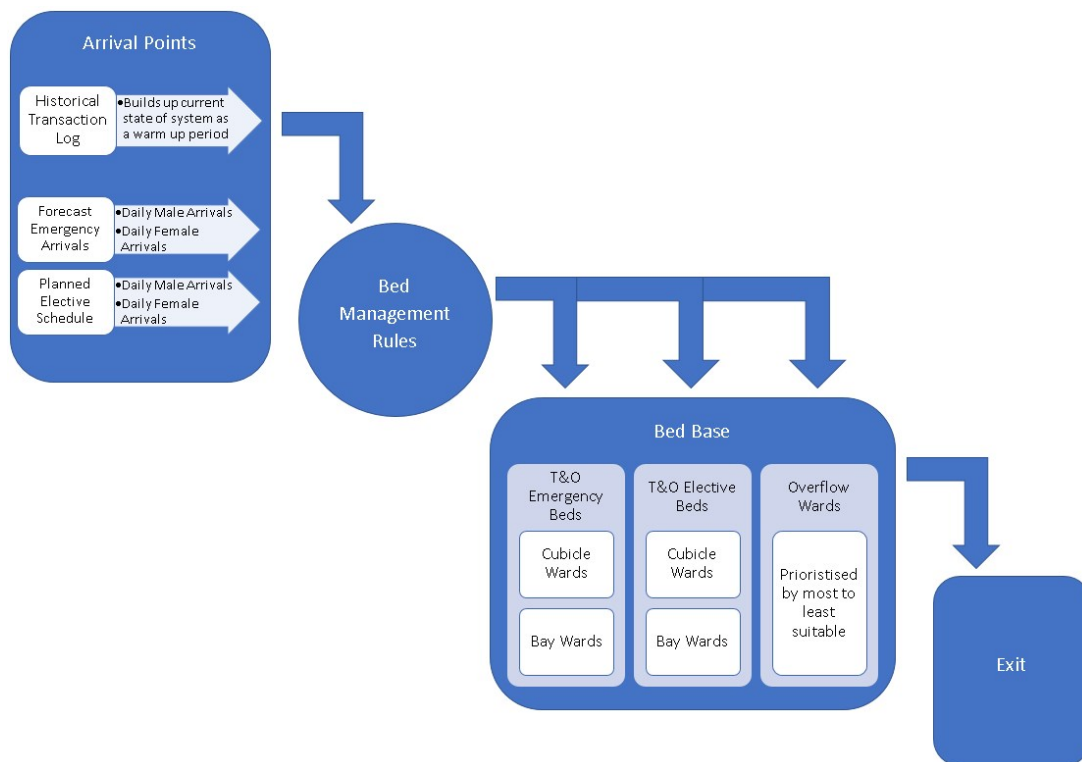 Arrival Points
Historical
Transaction
Log
•Builds up current
state of system as
a warm up period
Forecast
Emergency
Arrivals
•Daily Male Arrivals
•Daily Female
Arrivals
Planned
Elective
Schedule
•Daily Male Arrivals
•Daily Female
Arrivals
Bed
Management
Rules
Bed Base
T&O
Emergency
Beds
Cubicle
Wards
Bay Wards
T&O Elective
Beds
Cubicle
Wards
Bay Wards
Overflow
Wards
Prioristised
by most to
least
suitable
Exit